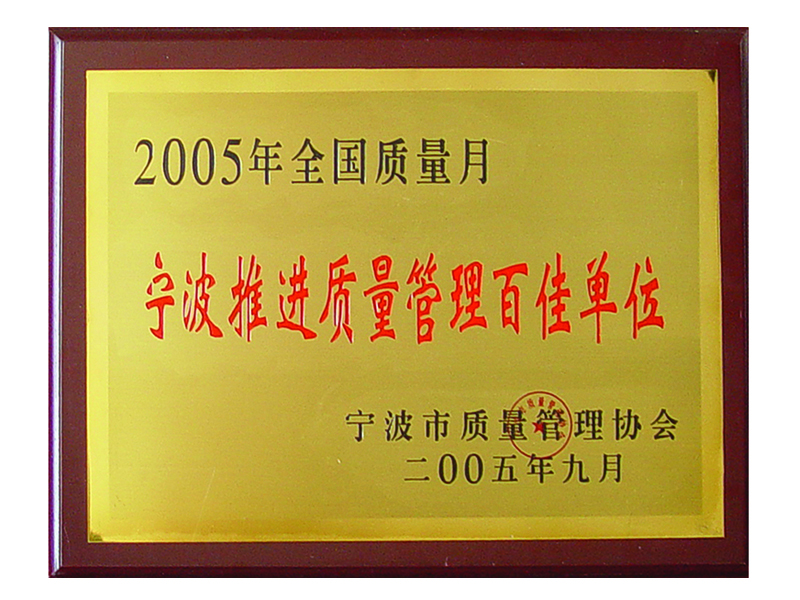 2005年全国质量月
宁波推进质量管理百佳单位
宁波市质量管理协会
二00五年九月